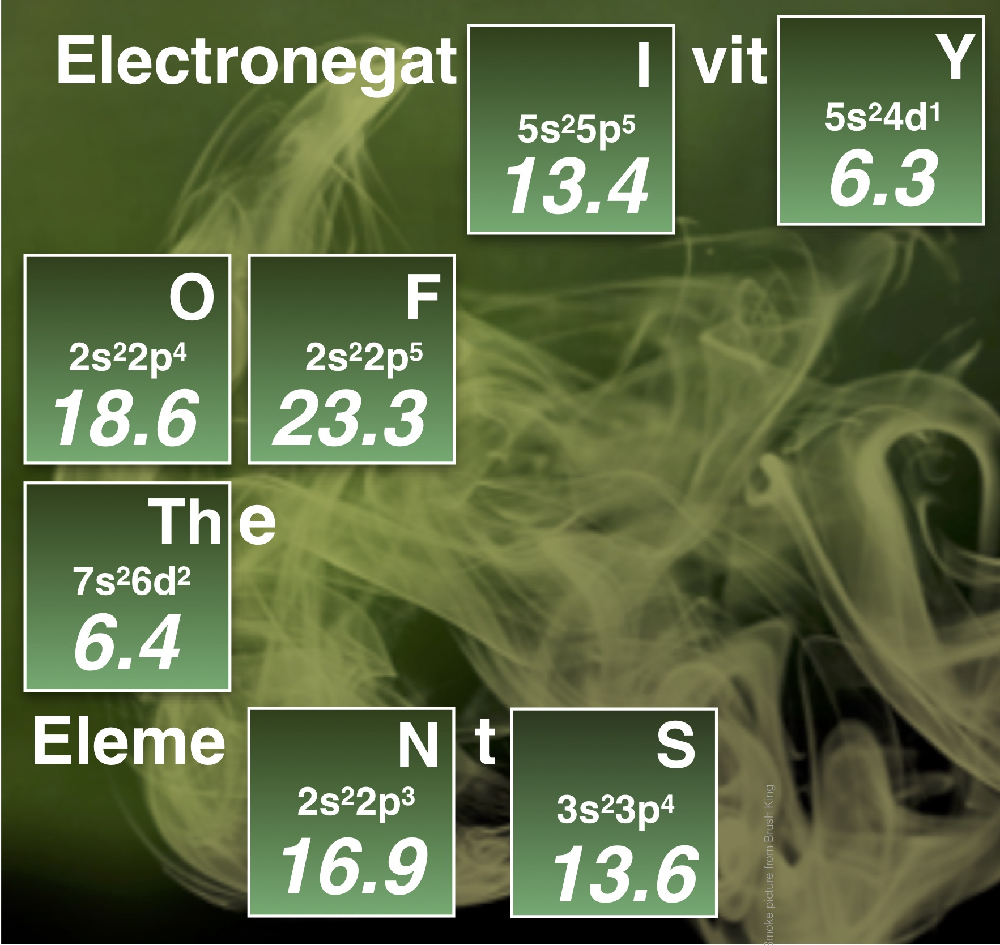 Electronegat I vit Y
5s²5p⁵ 5s²4d¹
13.4 6.3
O F
2s²2p⁴ 2s²2p⁵
18.6 23.3
The
7s²6d²
6.4
Eleme N t S
2s²2p³ 3s²3p⁴
16.9 13.6
Smoke picture from Brush King